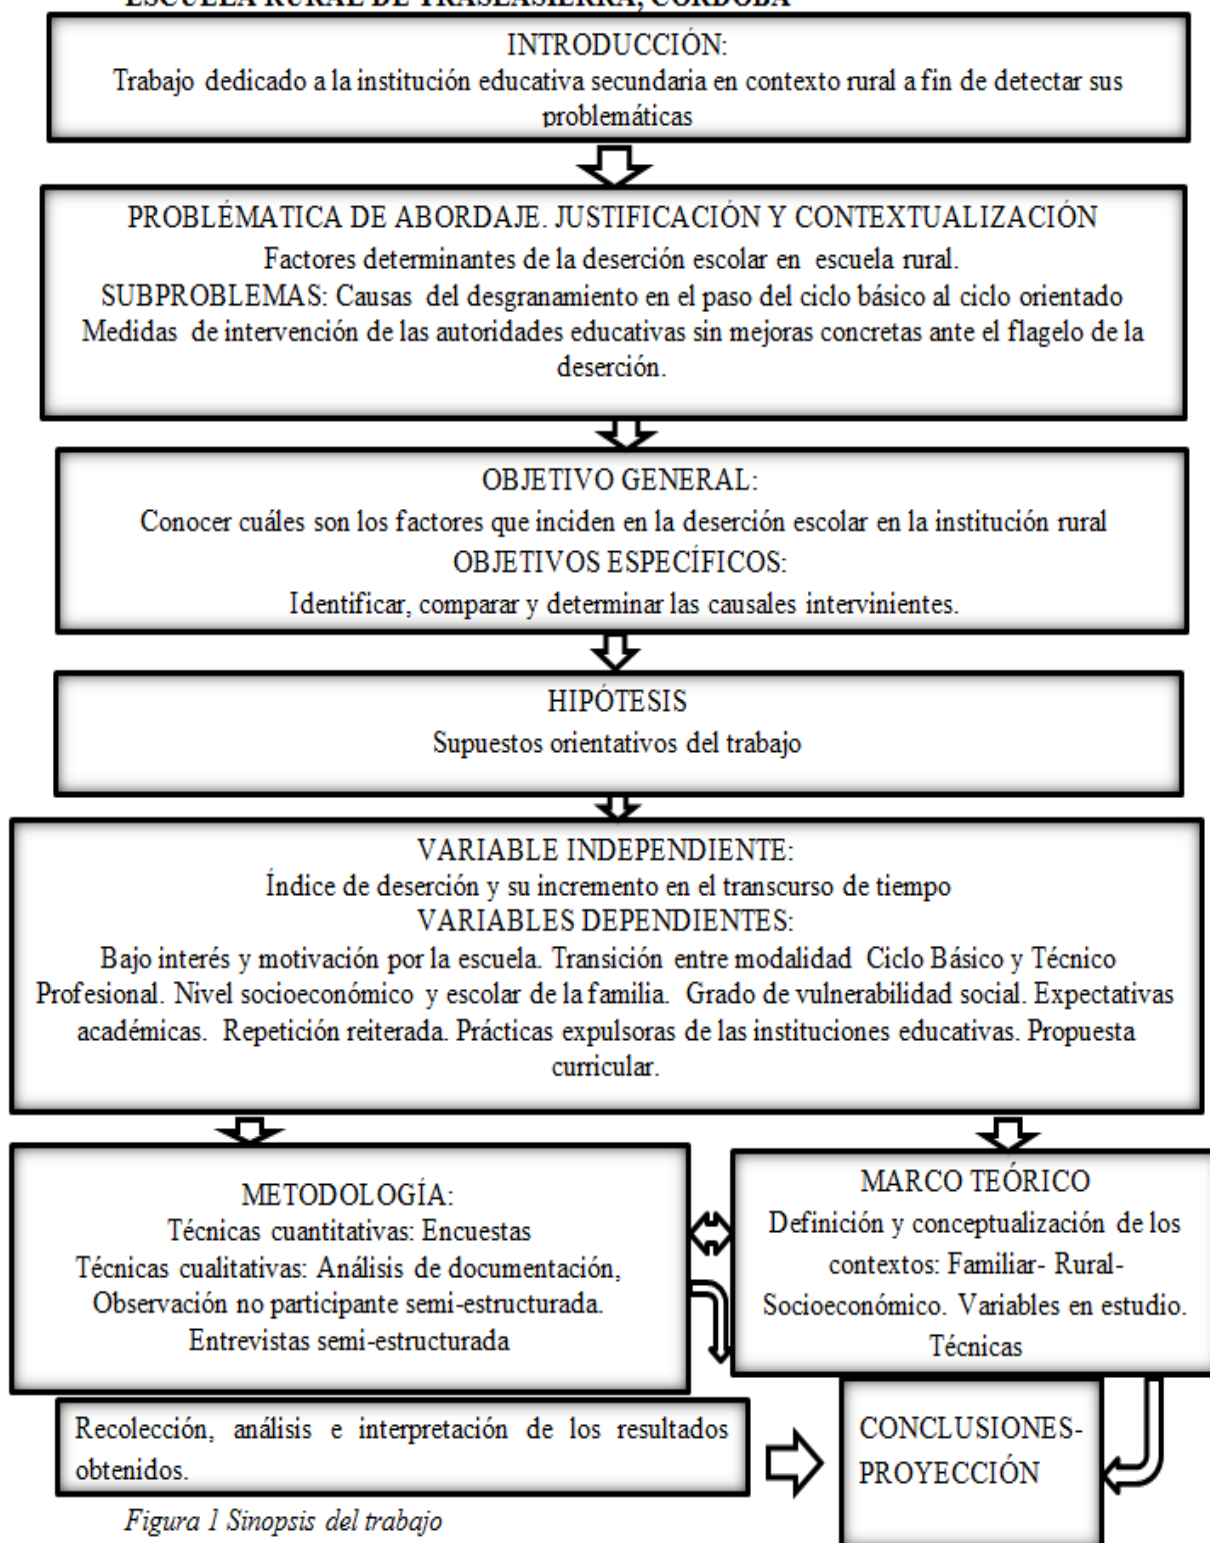 ESCUELA RURAL DE TRASLASIERRA, CÓRDOBA
INTRODUCCIÓN:
Trabajo dedicado a la institución educativa secundaria en contexto rural a fin de detectar sus
problemáticas
PROBLÉMATICA DE ABORDAJE. JUSTIFICACIÓN Y CONTEXTUALIZACIÓN
Factores determinantes de la deserción escolar en escuela rural.
SUBPROBLEMAS: Causas del desgranamiento en el paso del ciclo básico al ciclo orientado
Medidas de intervención de las autoridades educativas sin mejoras concretas ante el flagelo de la
deserción.
OBJETIVO GENERAL:
Conocer cuáles son los factores que inciden en la deserción escolar en la institución rural
OBJETIVOS ESPECÍFICOS:
Identificar, comparar y determinar las causales intervinientes.
HIPÓTESIS
Supuestos orientativos del trabajo
VARIABLE INDEPENDIENTE:
Índice de deserción y su incremento en el transcurso de tiempo
VARIABLES DEPENDIENTES:
Bajo interés y motivación por la escuela. Transición entre modalidad Ciclo Básico y Técnico
Profesional. Nivel socioeconómico y escolar de la familia. Grado de vulnerabilidad social. Expectativas
académicas. Repetición reiterada. Prácticas expulsoras de las instituciones educativas. Propuesta
curricular.
METODOLOGÍA:
Técnicas cuantitativas: Encuestas
Técnicas cualitativas: Análisis de documentación,
Observación no participante semi-estructurada.
Entrevistas semi-estructurada
MARCO TEÓRICO
Definición y conceptualización de los
contextos: Familiar- Rural-
Socioeconómico. Variables en estudio.
Técnicas
Recolección, análisis e interpretación de los resultados
obtenidos.
CONCLUSIONES-
PROYECCIÓN
Figura 1 Sinopsis del trabajo